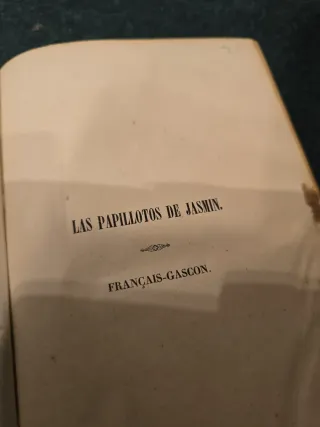 LAS PAPILLOTOS DE JASMIN.
FRANÇAIS-GASCON.